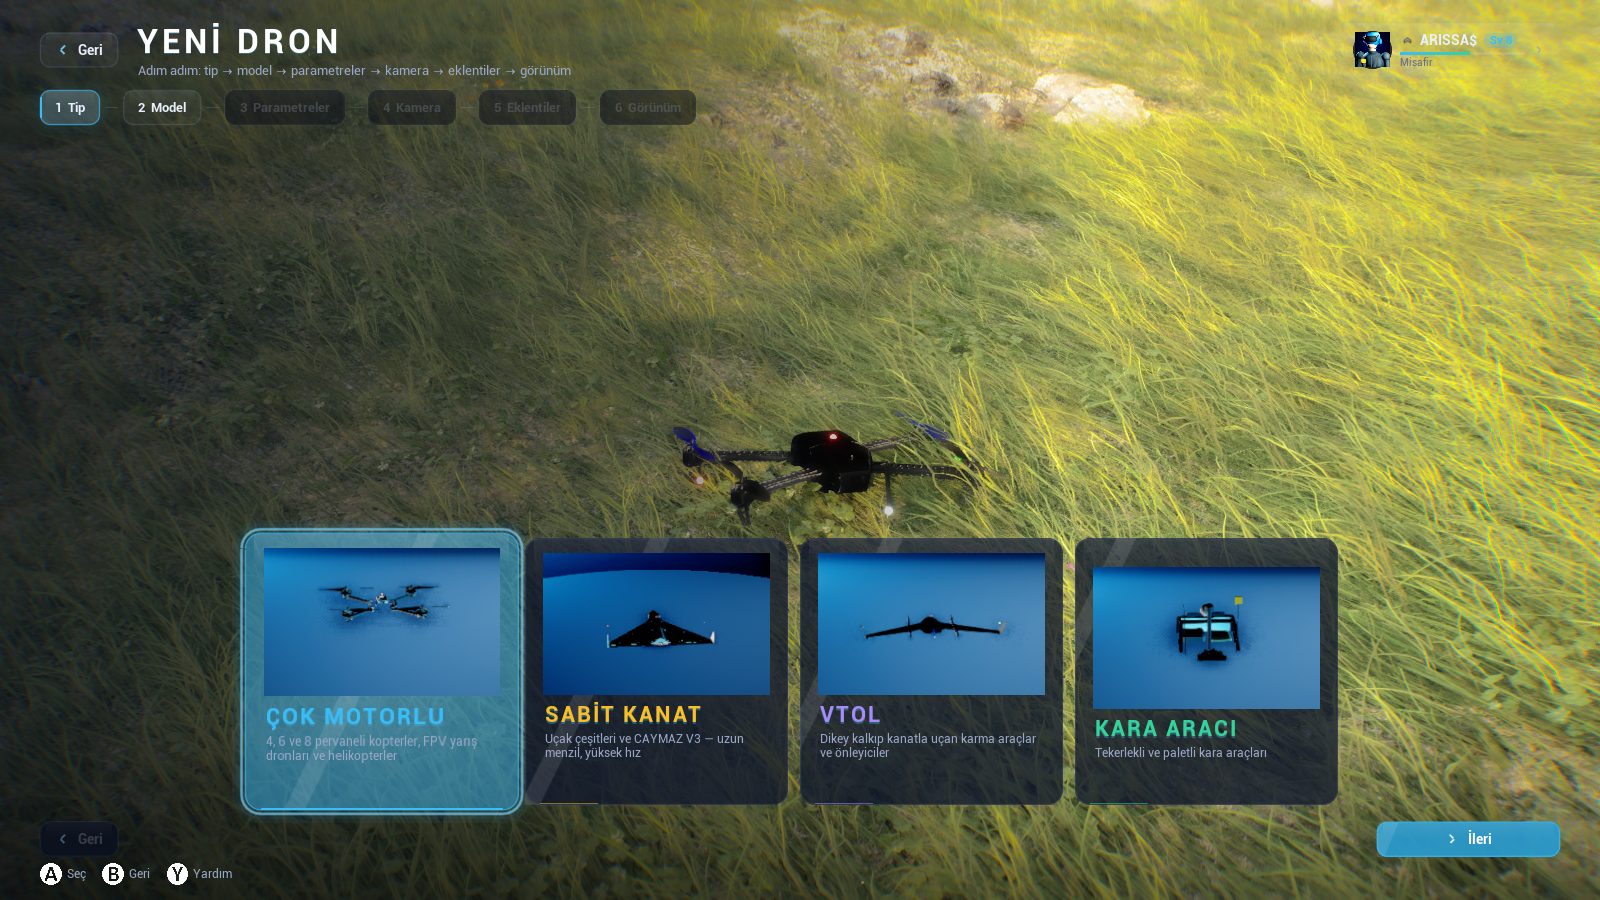 Geri
YENİ DRON
Adım adım: tip → model → parametreler → kamera → eklentiler → görünüm
ARISSA$ Sv.8
Misafir
1 Tip
2 Model
3 Parametreler
4 Kamera
5 Eklentiler
6 Görünüm
ÇOK MOTORLU
4, 6 ve 8 pervaneli kopterler, FPV yarış
dronları ve helikopterler
SABİT KANAT
Uçak çeşitleri ve CAYMAZ V3 — uzun
menzil, yüksek hız
VTOL
Dikey kalkıp kanatla uçan karma araçlar
ve önleyiciler
KARA ARACI
Tekerlekli ve paletli kara araçları
Geri
İleri
A Seç
B Geri
Y Yardım